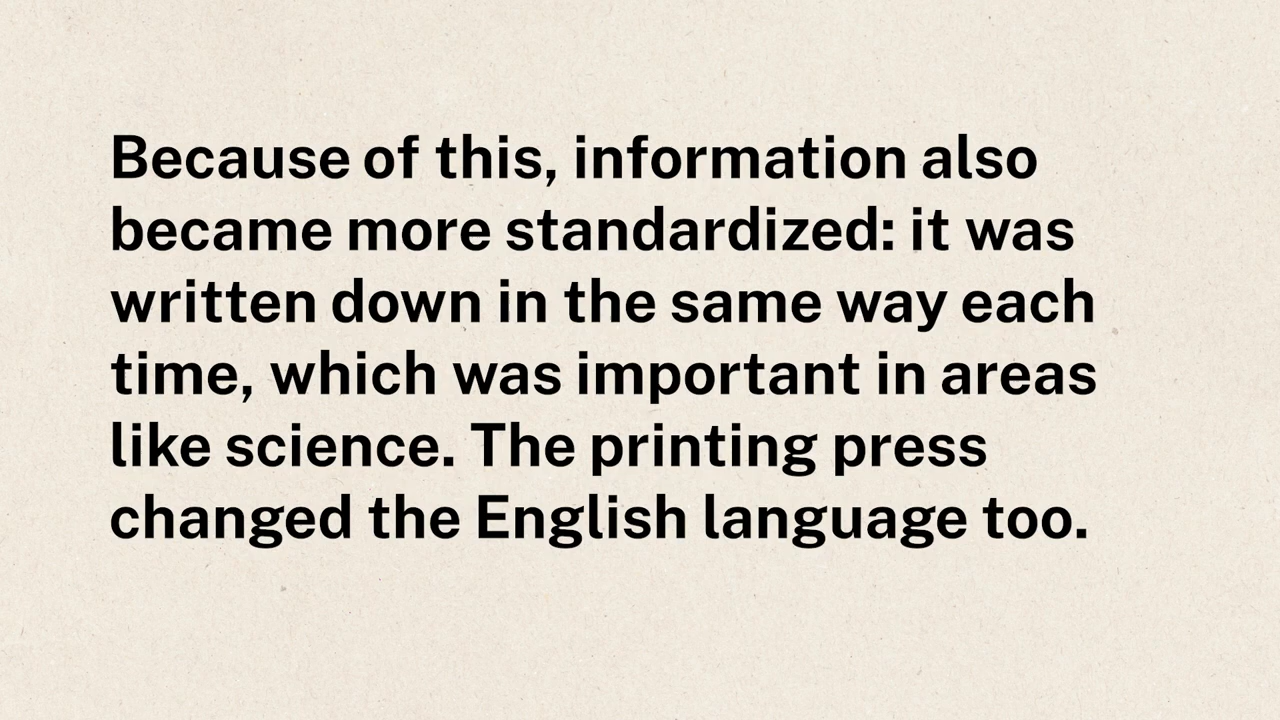 Because of this, information also
became more standardized: it was
written down in the same way each
time, which was important in areas
like science. The printing press
changed the English language too.